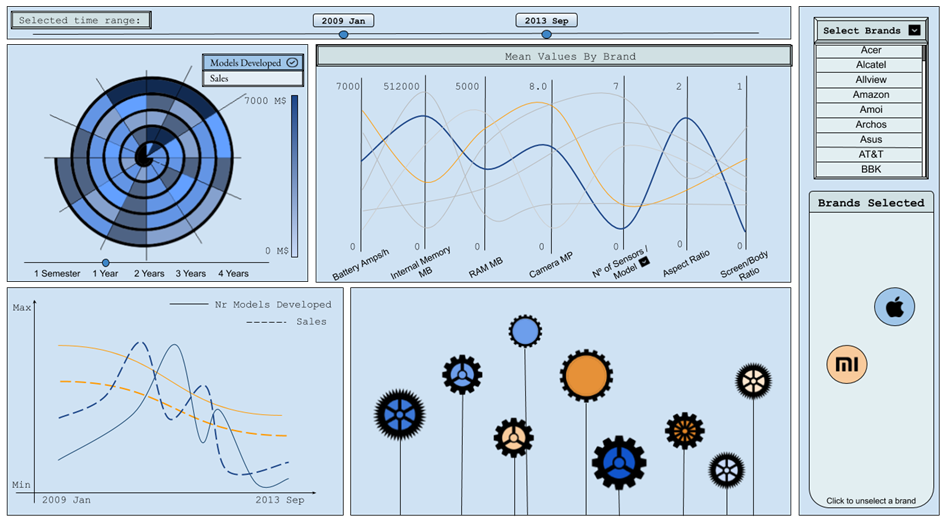 Selected time range:
2009 Jan
2013 Sep
Select Brands
Acer
Alcatel
Allview
Amazon
Amoi
Archos
Asus
AT&T
BBK
Models Developed
Sales
7000 M$
0 M$
1 Semester
1 Year
2 Years
3 Years
4 Years
Mean Values By Brand
7000
512000
5000
8.0
7
2
1
0
0
0
0
0
0
0
Battery Amps/h
Internal Memory
MB
RAM MB
Camera MP
Nº of Sensors /
Model
Aspect Ratio
Screen/Body
Ratio
Brands Selected
MI
Click to unselect a brand
Max
Nr Models Developed
Sales
Min
2009 Jan
2013 Sep